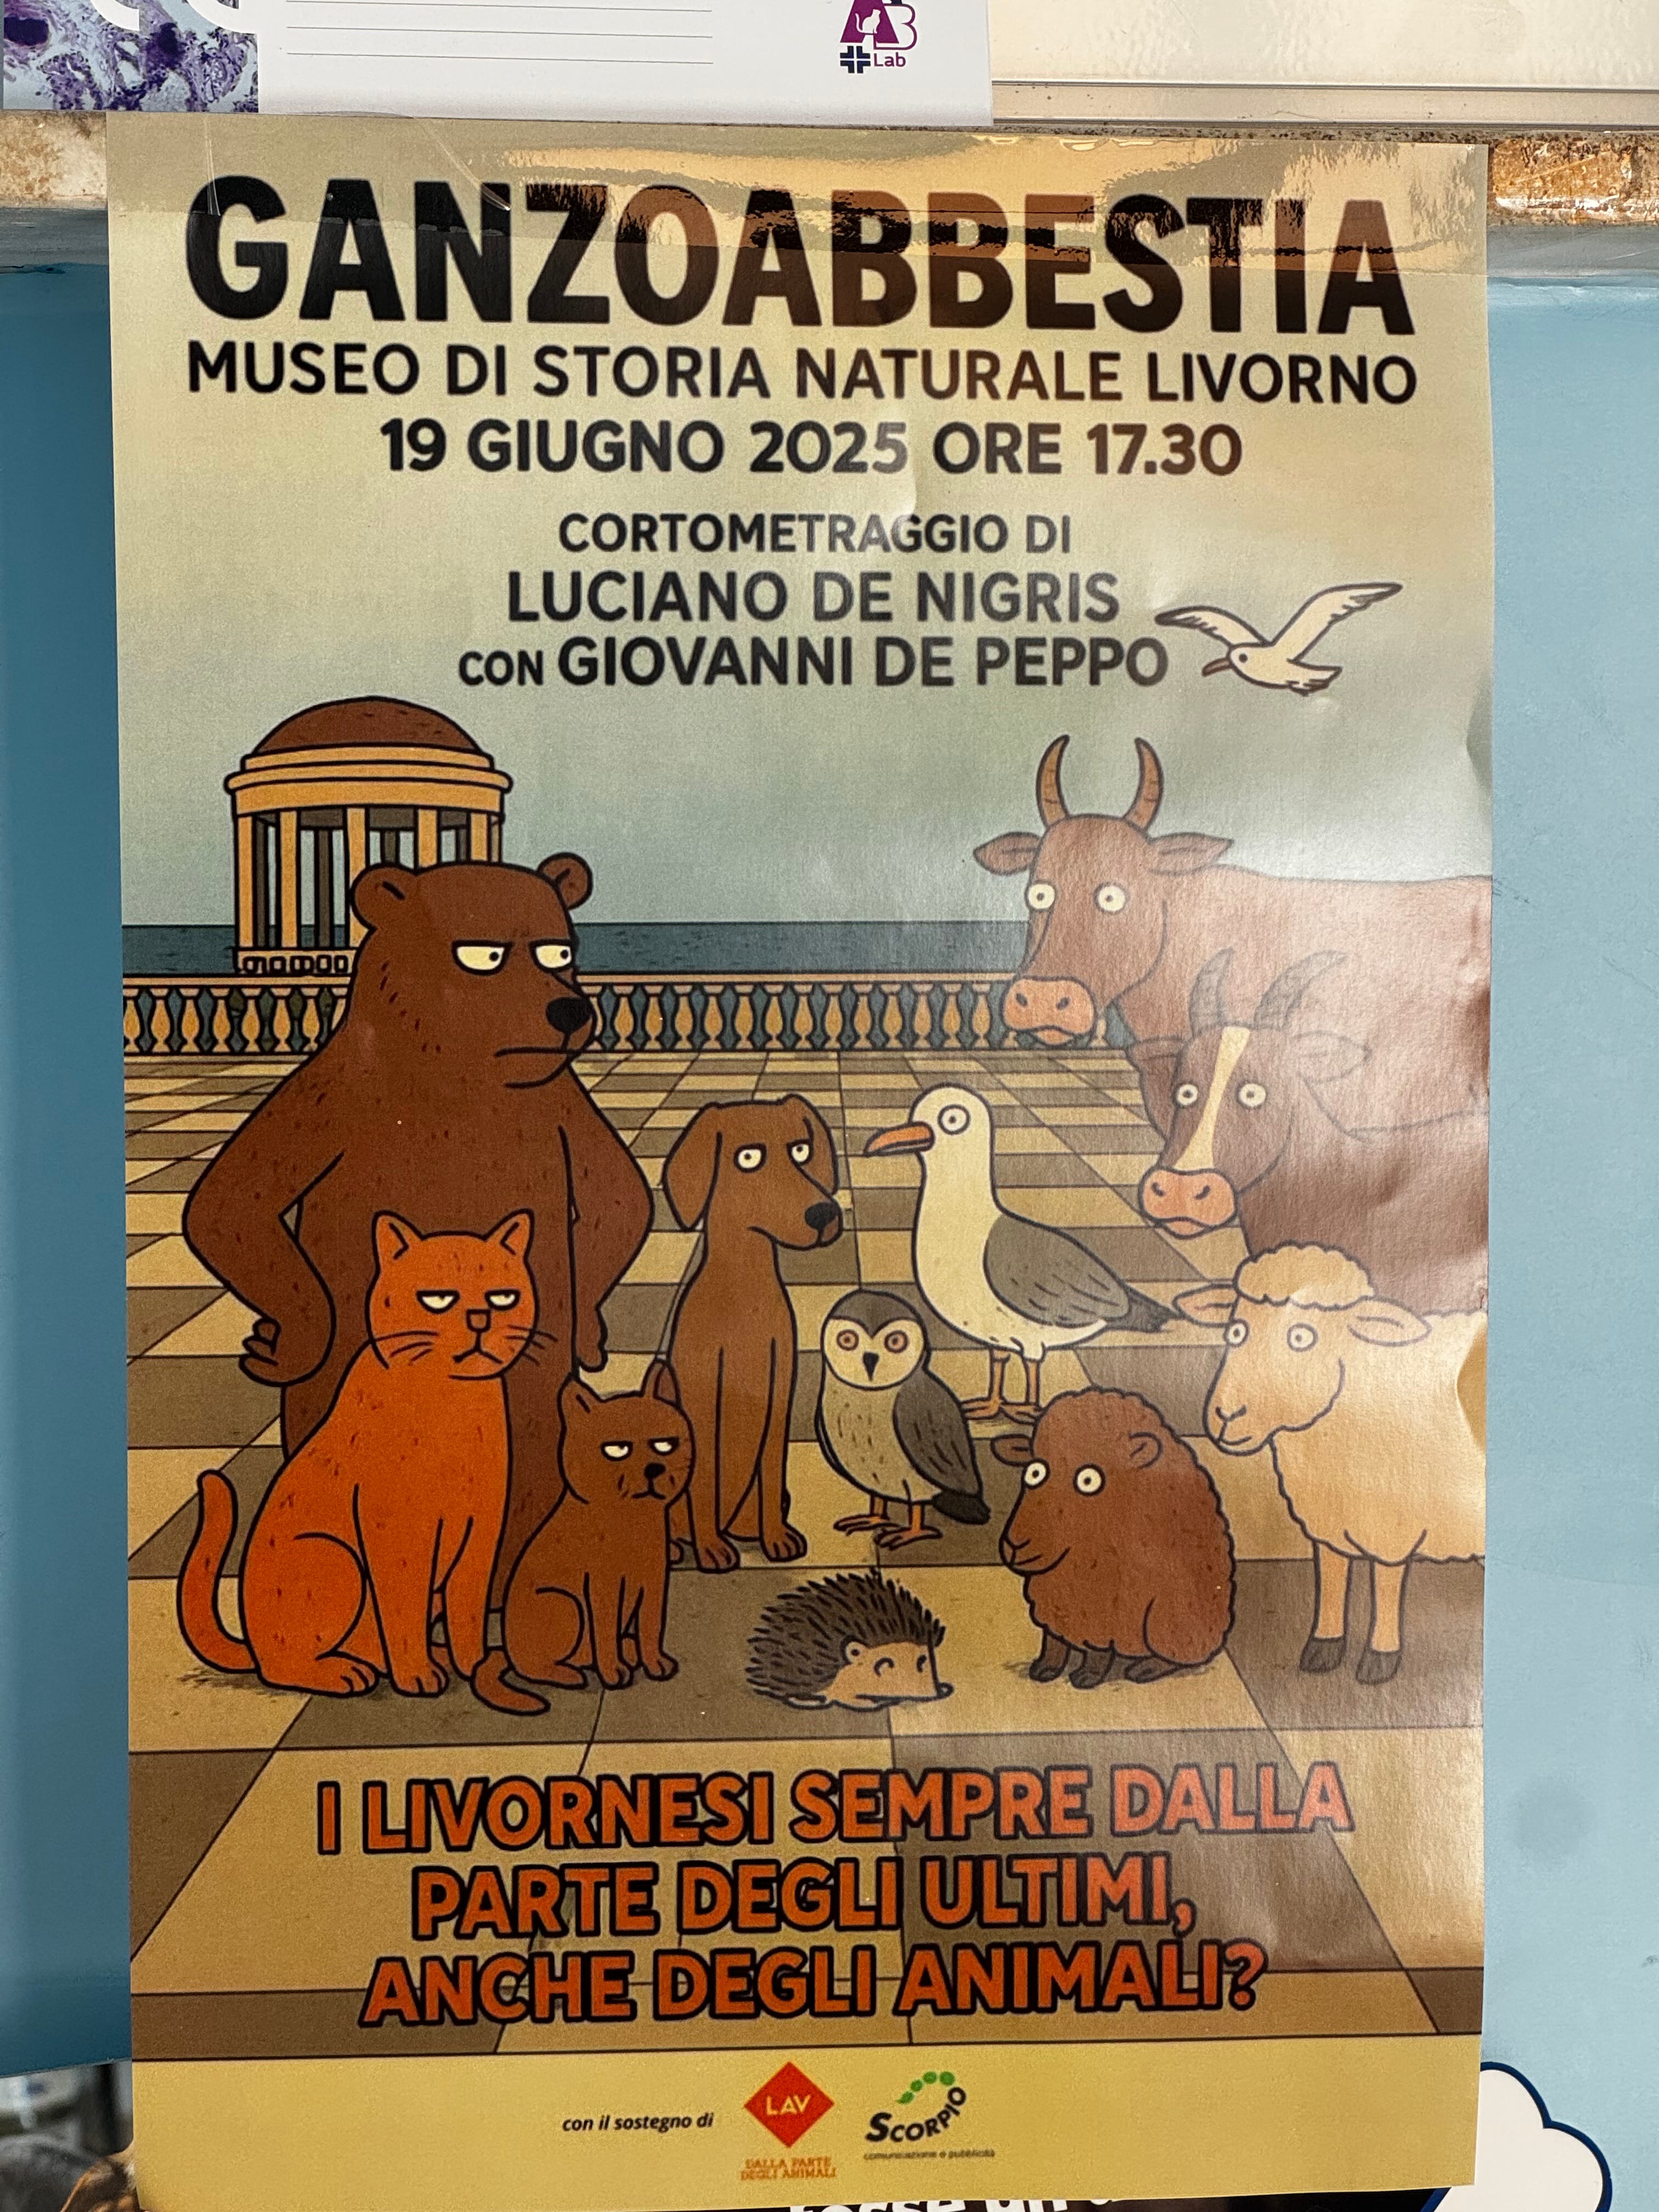 AB
Lab
GANZOABBESTIA
MUSEO DI STORIA NATURALE LIVORNO
19 GIUGNO 2025 ORE 17.30
CORTOMETRAGGIO DI
LUCIANO DE NIGRIS
CON GIOVANNI DE PEPPO
I LIVORNESI SEMPRE DALLA
PARTE DEGLI ULTIMI,
ANCHE DEGLI ANIMALI?
con il sostegno di
LAV
DALLA PARTE
DEGLI ANIMALI
SCORPIO
comunicazione e pubblicità